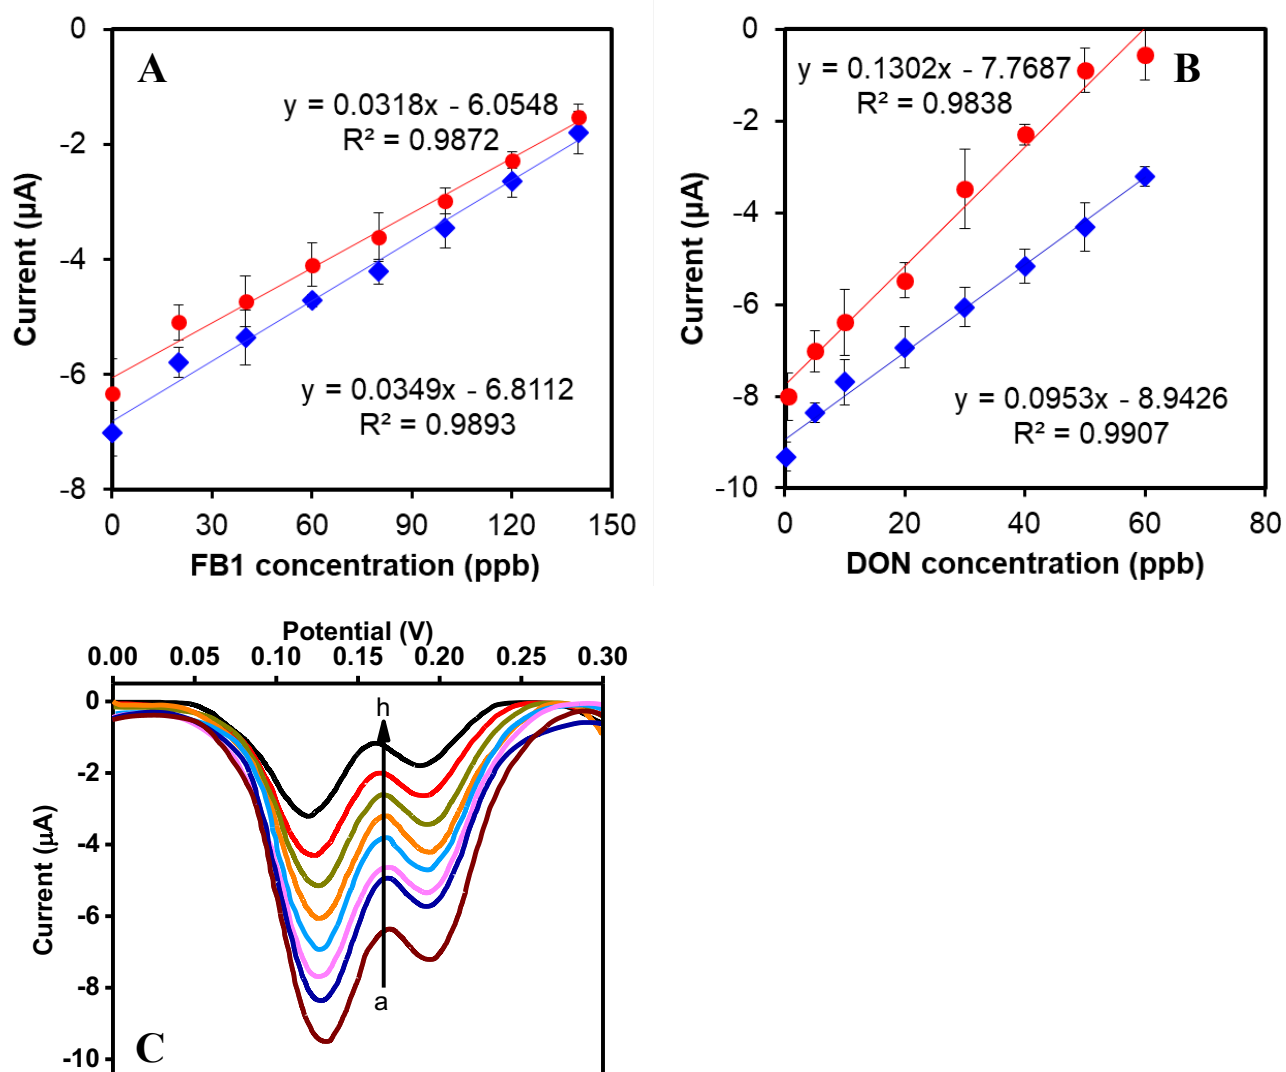 A
y = 0.0318x - 6.0548
R² = 0.9872
y = 0.0349x - 6.8112
R² = 0.9893
Current (µA)
0
-2
-4
-6
-8
0 30 60 90 120 150
FB1 concentration (ppb)
B
y = 0.1302x - 7.7687
R² = 0.9838
y = 0.0953x - 8.9426
R² = 0.9907
Current (µA)
0
-2
-4
-6
-8
-10
0 20 40 60 80
DON concentration (ppb)
Potential (V)
0.00 0.05 0.10 0.15 0.20 0.25 0.30
Current (µA)
0
-2
-4
-6
-8
-10
h
a
C